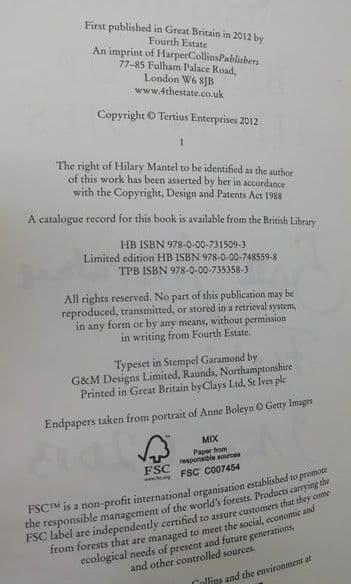 First published in Great Britain in 2012 by
Fourth Estate
An imprint of HarperCollinsPublishers
77–85 Fulham Palace Road,
London W6 8JB
www.4thestate.co.uk
Copyright © Tertius Enterprises 2012
1
The right of Hilary Mantel to be identified as the author
of this work has been asserted by her in accordance
with the Copyright, Design and Patents Act 1988
A catalogue record for this book is available from the British Library
HB ISBN 978-0-00-731509-3
Limited edition HB ISBN 978-0-00-748559-8
TPB ISBN 978-0-00-735358-3
All rights reserved. No part of this publication may be
reproduced, transmitted, or stored in a retrieval system,
in any form or by any means, without permission
in writing from Fourth Estate.
Typeset in Stempel Garamond by
G&M Designs Limited, Raunds, Northamptonshire
Printed in Great Britain byClays Ltd, St Ives plc
Endpapers taken from portrait of Anne Boleyn © Getty Images
FSC
www.fsc.org
MIX
Paper from
responsible sources
FSC® C007454
FSC™ is a non-profit international organisation established to promote
the responsible management of the world's forests. Products carrying the
FSC label are independently certified to assure customers that they come
from forests that are managed to meet the social, economic and
ecological needs of present and future generations,
and other controlled sources.
Collins and the environment at